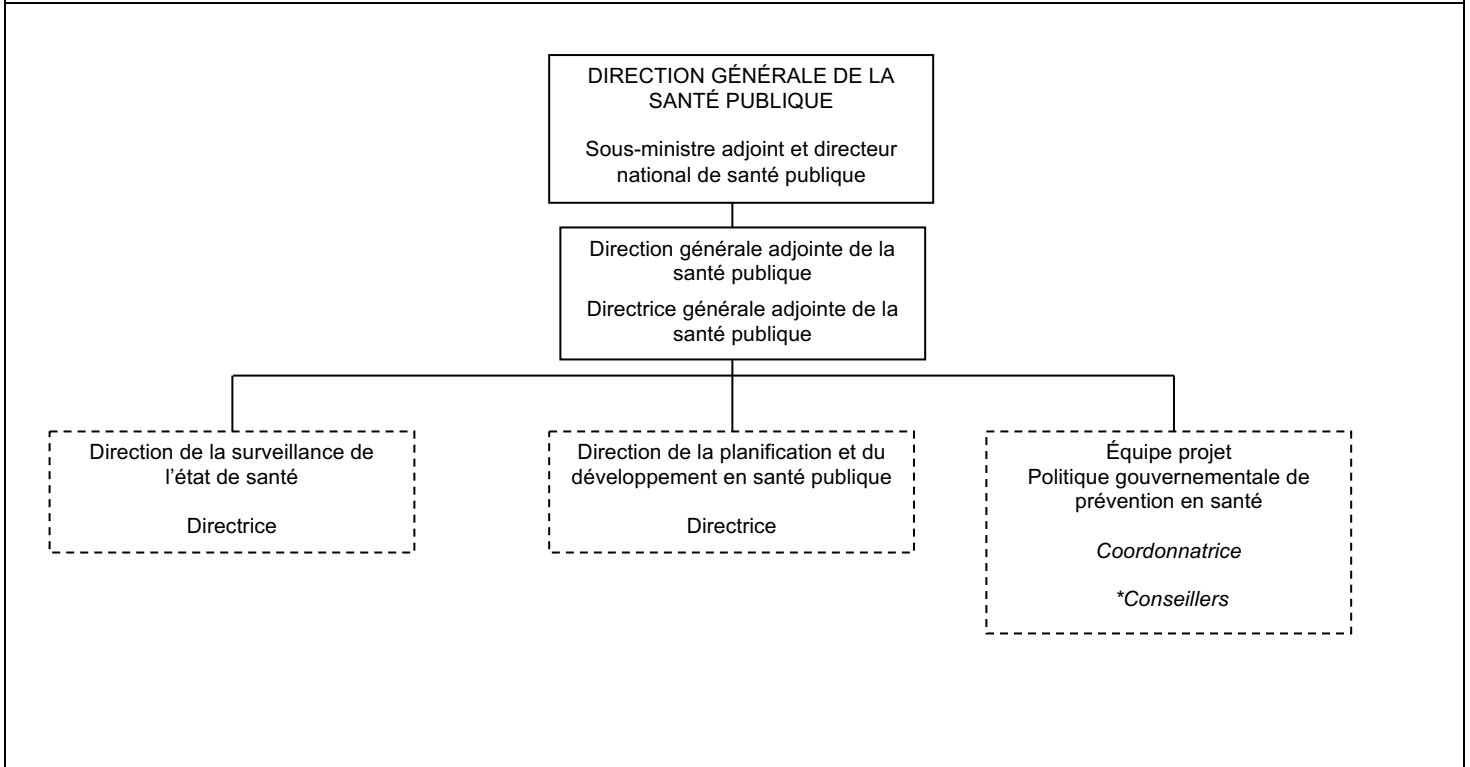 DIRECTION GÉNÉRALE DE LA
SANTÉ PUBLIQUE
Sous-ministre adjoint et directeur
national de santé publique
Direction générale adjointe de la
santé publique
Directrice générale adjointe de la
santé publique
Direction de la surveillance de
l'état de santé
Directrice
Direction de la planification et du
développement en santé publique
Directrice
Équipe projet
Politique gouvernementale de
prévention en santé
Coordonnatrice
*Conseillers